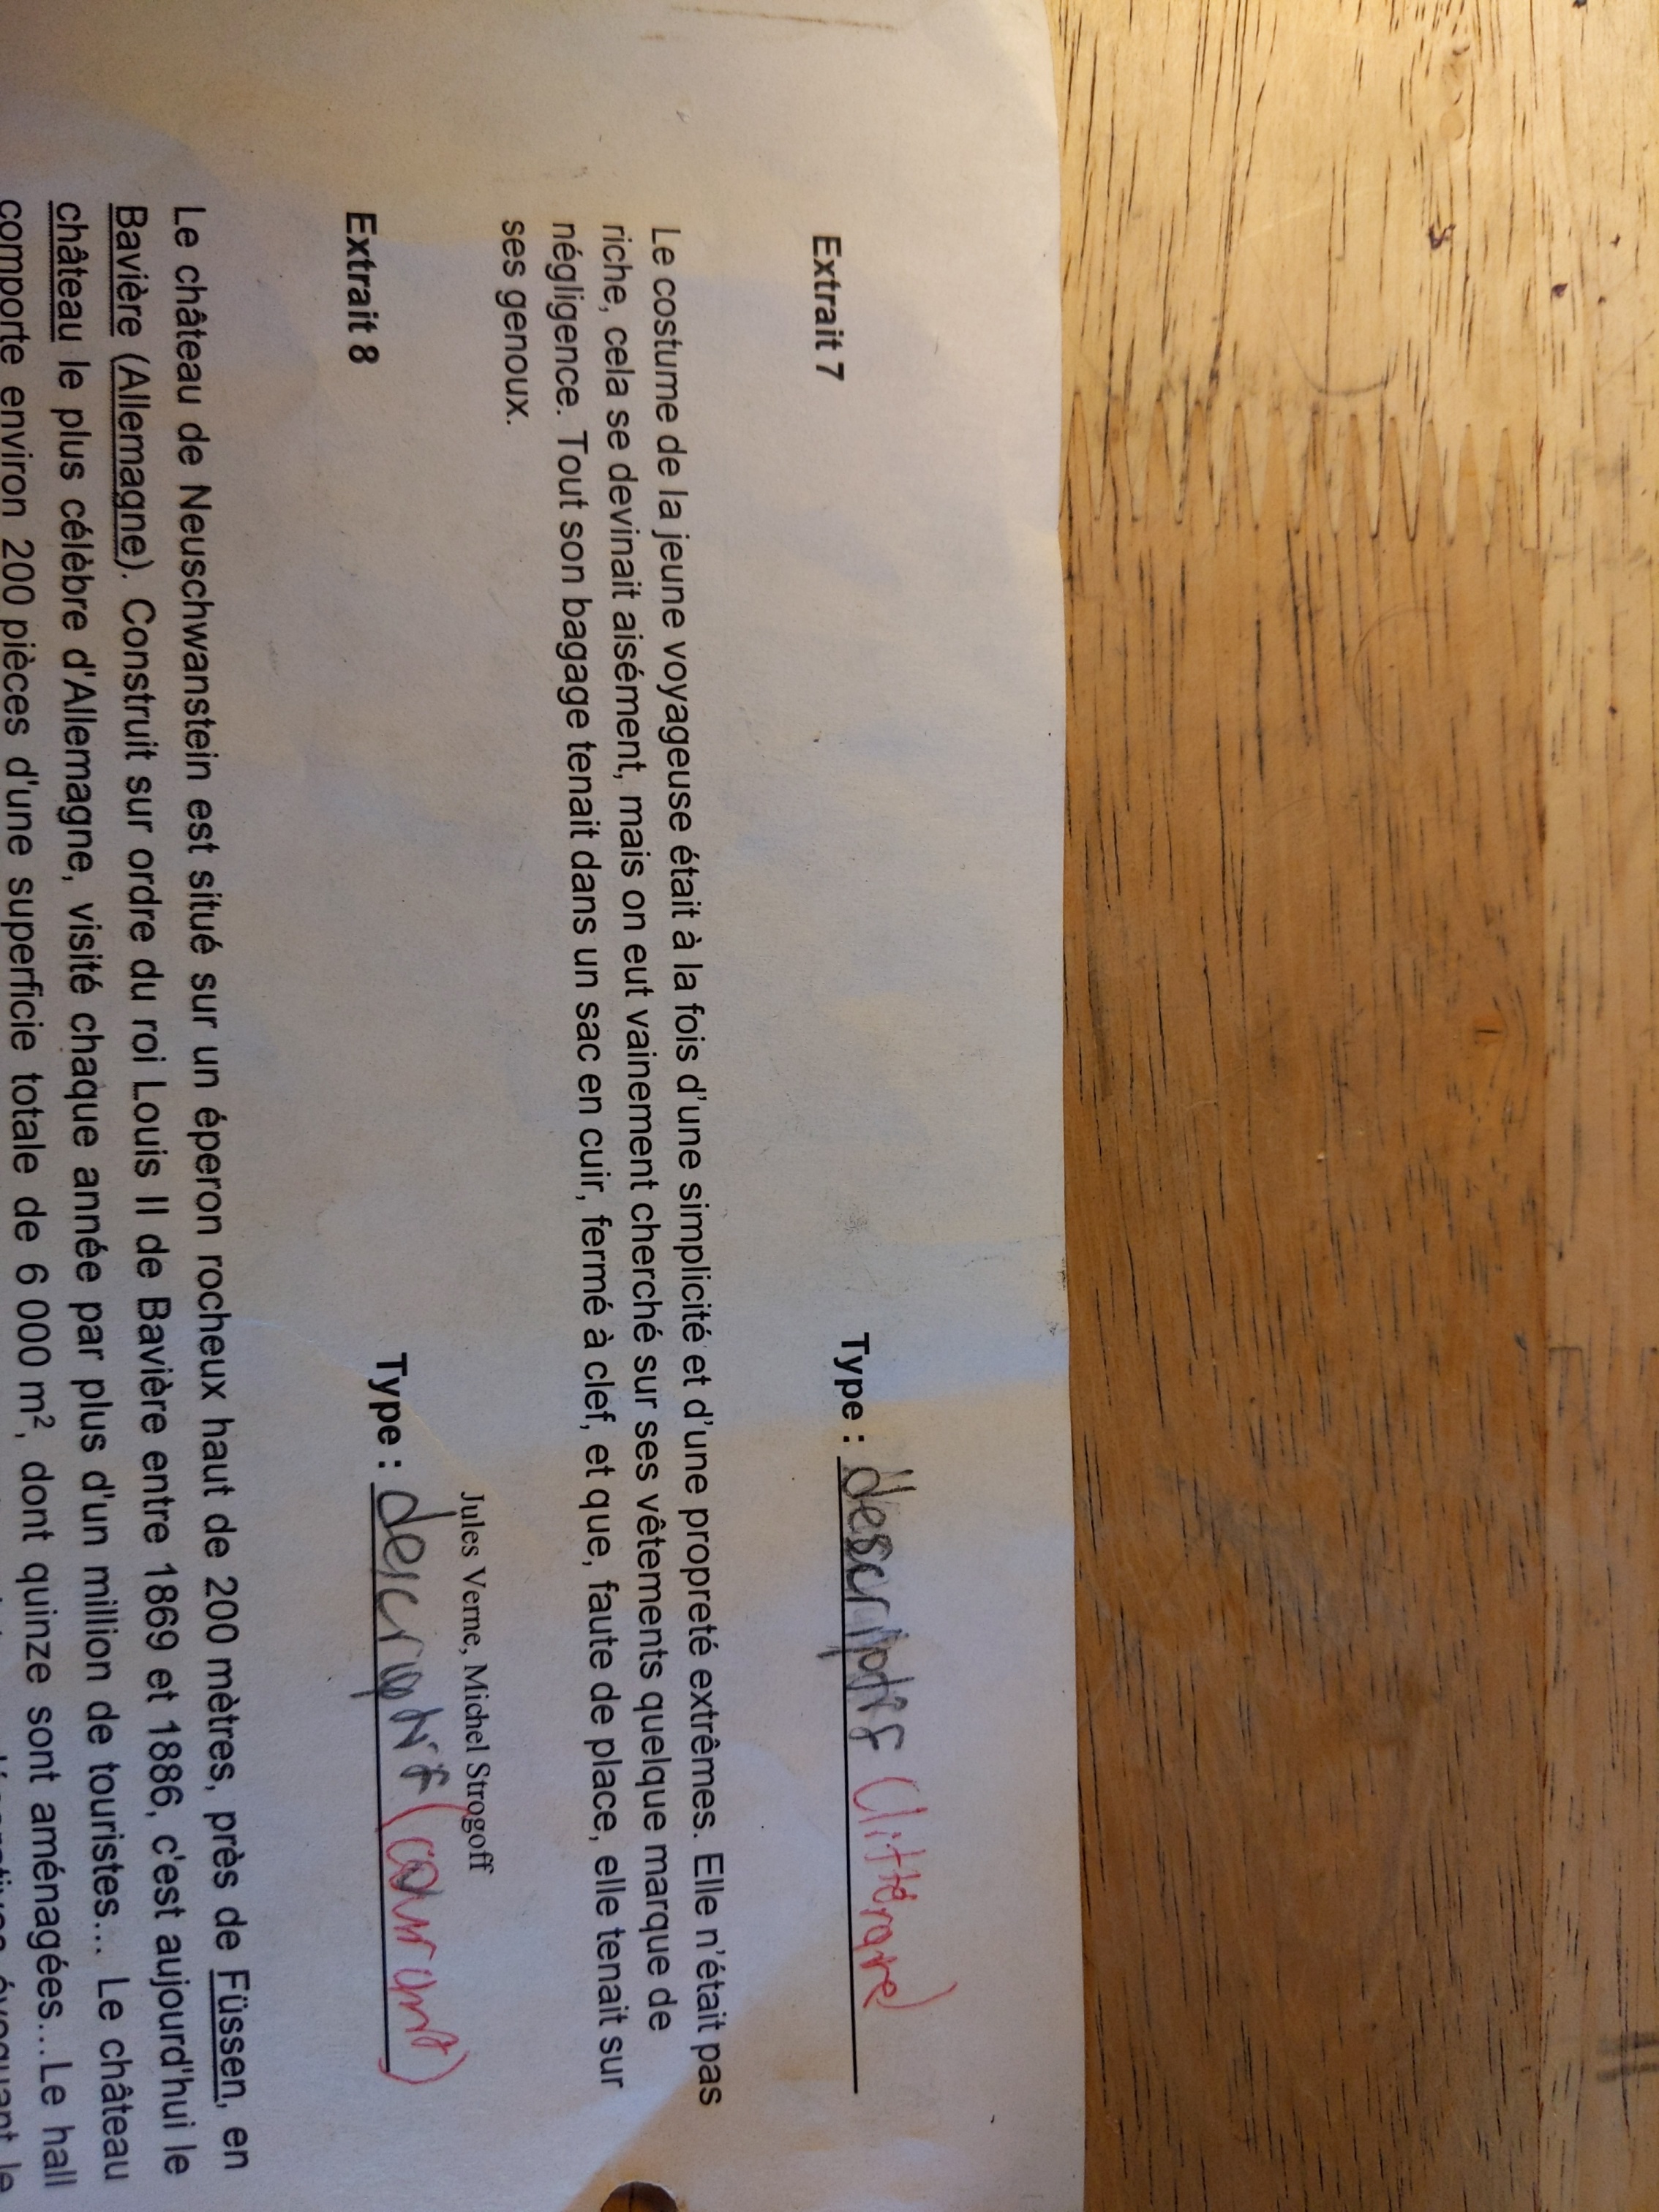 Extrait 7 Type : descriptif (littéraire)
Le costume de la jeune voyageuse était à la fois d'une simplicité et d'une propreté extrêmes. Elle n'était pas
riche, cela se devinait aisément, mais on eut vainement cherché sur ses vêtements quelque marque de
négligence. Tout son bagage tenait dans un sac en cuir, fermé à clef, et que, faute de place, elle tenait sur
ses genoux.
Jules Verne, Michel Strogoff
Extrait 8 Type : descriptif (courant)
Le château de Neuschwanstein est situé sur un éperon rocheux haut de 200 mètres, près de Füssen, en
Bavière (Allemagne). Construit sur ordre du roi Louis II de Bavière entre 1869 et 1886, c'est aujourd'hui le
château le plus célèbre d'Allemagne, visité chaque année par plus d'un million de touristes... Le château
comporte environ 200 pièces d'une superficie totale de 6 000 m², dont quinze sont aménagées...Le hall